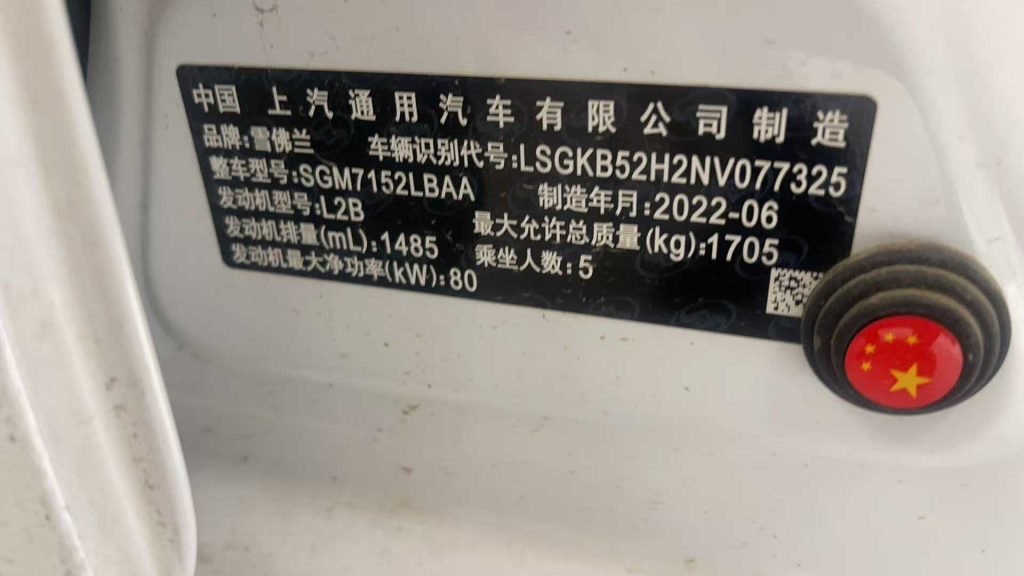 中国 上汽通用汽车有限公司制造
品牌:雪佛兰 车辆识别代号:LSGKB52H2NV077325
整车型号:SGM7152LBAA 制造年月:2022-06
发动机型号:L2B 最大允许总质量(kg):1705
发动机排量(mL):1485 乘坐人数:5
发动机最大净功率(kW):80